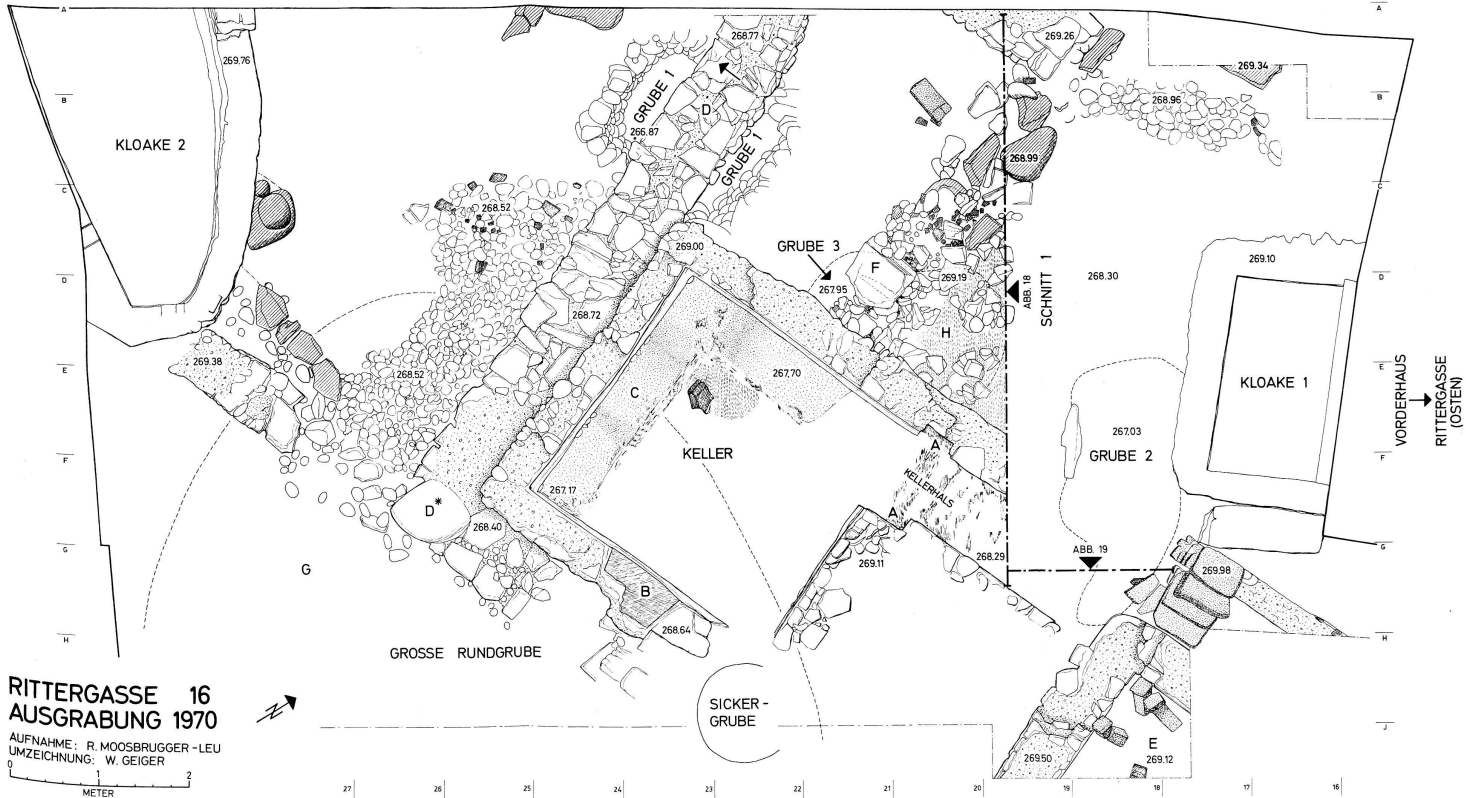 A
A
269.76
268.77
269.26
269.34
B
GRUBE 1
D
268.96
B
266.87
KLOAKE 2
GRUBE 1
268.99
C
C
268.52
269.00
GRUBE 3
F
269.10
D
267.95
269.19
ABB. 18
SCHNITT 1
268.30
D
268.72
H
269.38
268.52
E
C
267.70
KLOAKE 1
E
VORDERHAUS
RITTERGASSE
(OSTEN)
267.03
GRUBE 2
F
KELLER
A
F
KELLERHALS
267.17
D*
A
268.40
G
G
269.11
268.29
ABB. 19
269.98
G
B
268.64
H
H
GROSSE RUNDGRUBE
RITTERGASSE 16
AUSGRABUNG 1970
AUFNAHME: R. MOOSBRUGGER-LEU
UMZEICHNUNG: W. GEIGER
0 1 2
METER
SICKER-
GRUBE
J
E
269.50
269.12
27 26 25 24 23 22 21 20 19 18 17 16